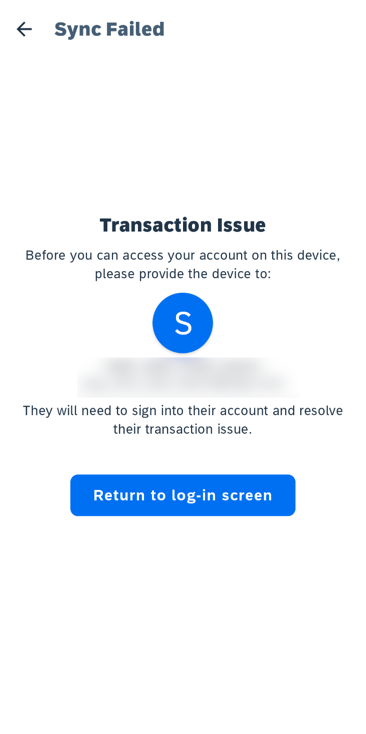 Sync Failed
Transaction Issue
Before you can access your account on this device,
please provide the device to:
S
They will need to sign into their account and resolve
their transaction issue.
Return to log-in screen